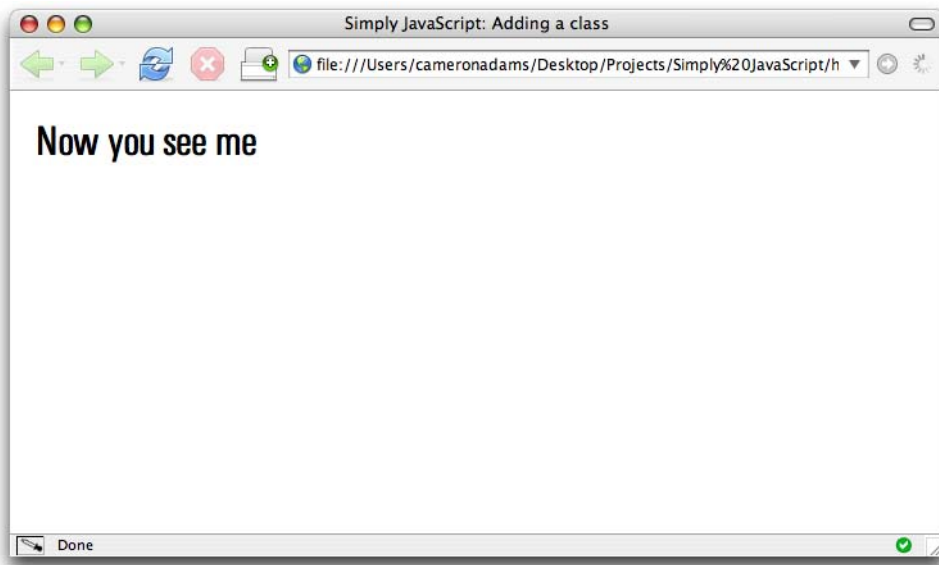 Simply JavaScript: Adding a class
file:///Users/cameronadams/Desktop/Projects/Simply%20JavaScript/h
Now you see me
Done